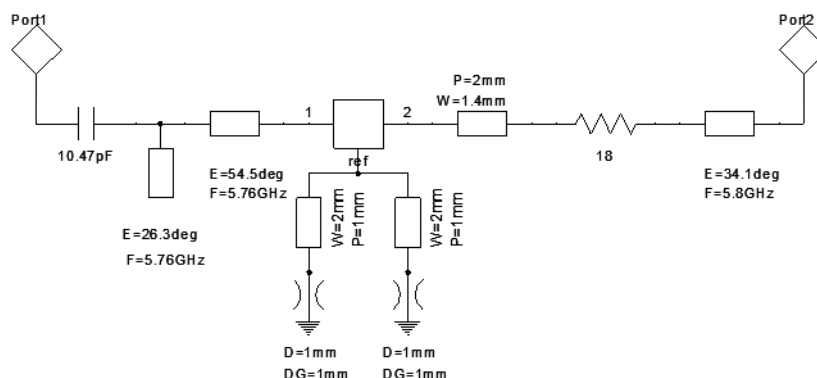 Port1
Port2
P=2mm
W=1.4mm
1
2
10.47pF
ref
18
E=54.5deg
F=5.76GHz
E=34.1deg
F=5.8GHz
W=2mm
P=1mm
W=2mm
P=1mm
E=26.3deg
F=5.76GHz
D=1mm
DG=1mm
D=1mm
DG=1mm